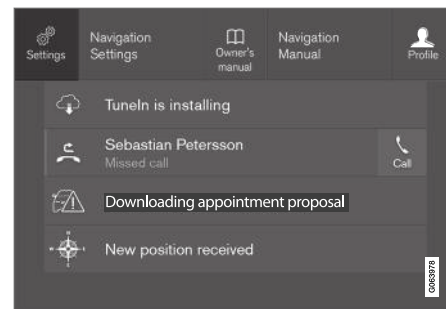 Settings
Navigation
Settings
Owner's
manual
Navigation
Manual
Profile
TuneIn is installing
Sebastian Petersson
Missed call
Call
Downloading appointment proposal
New position received
G063978